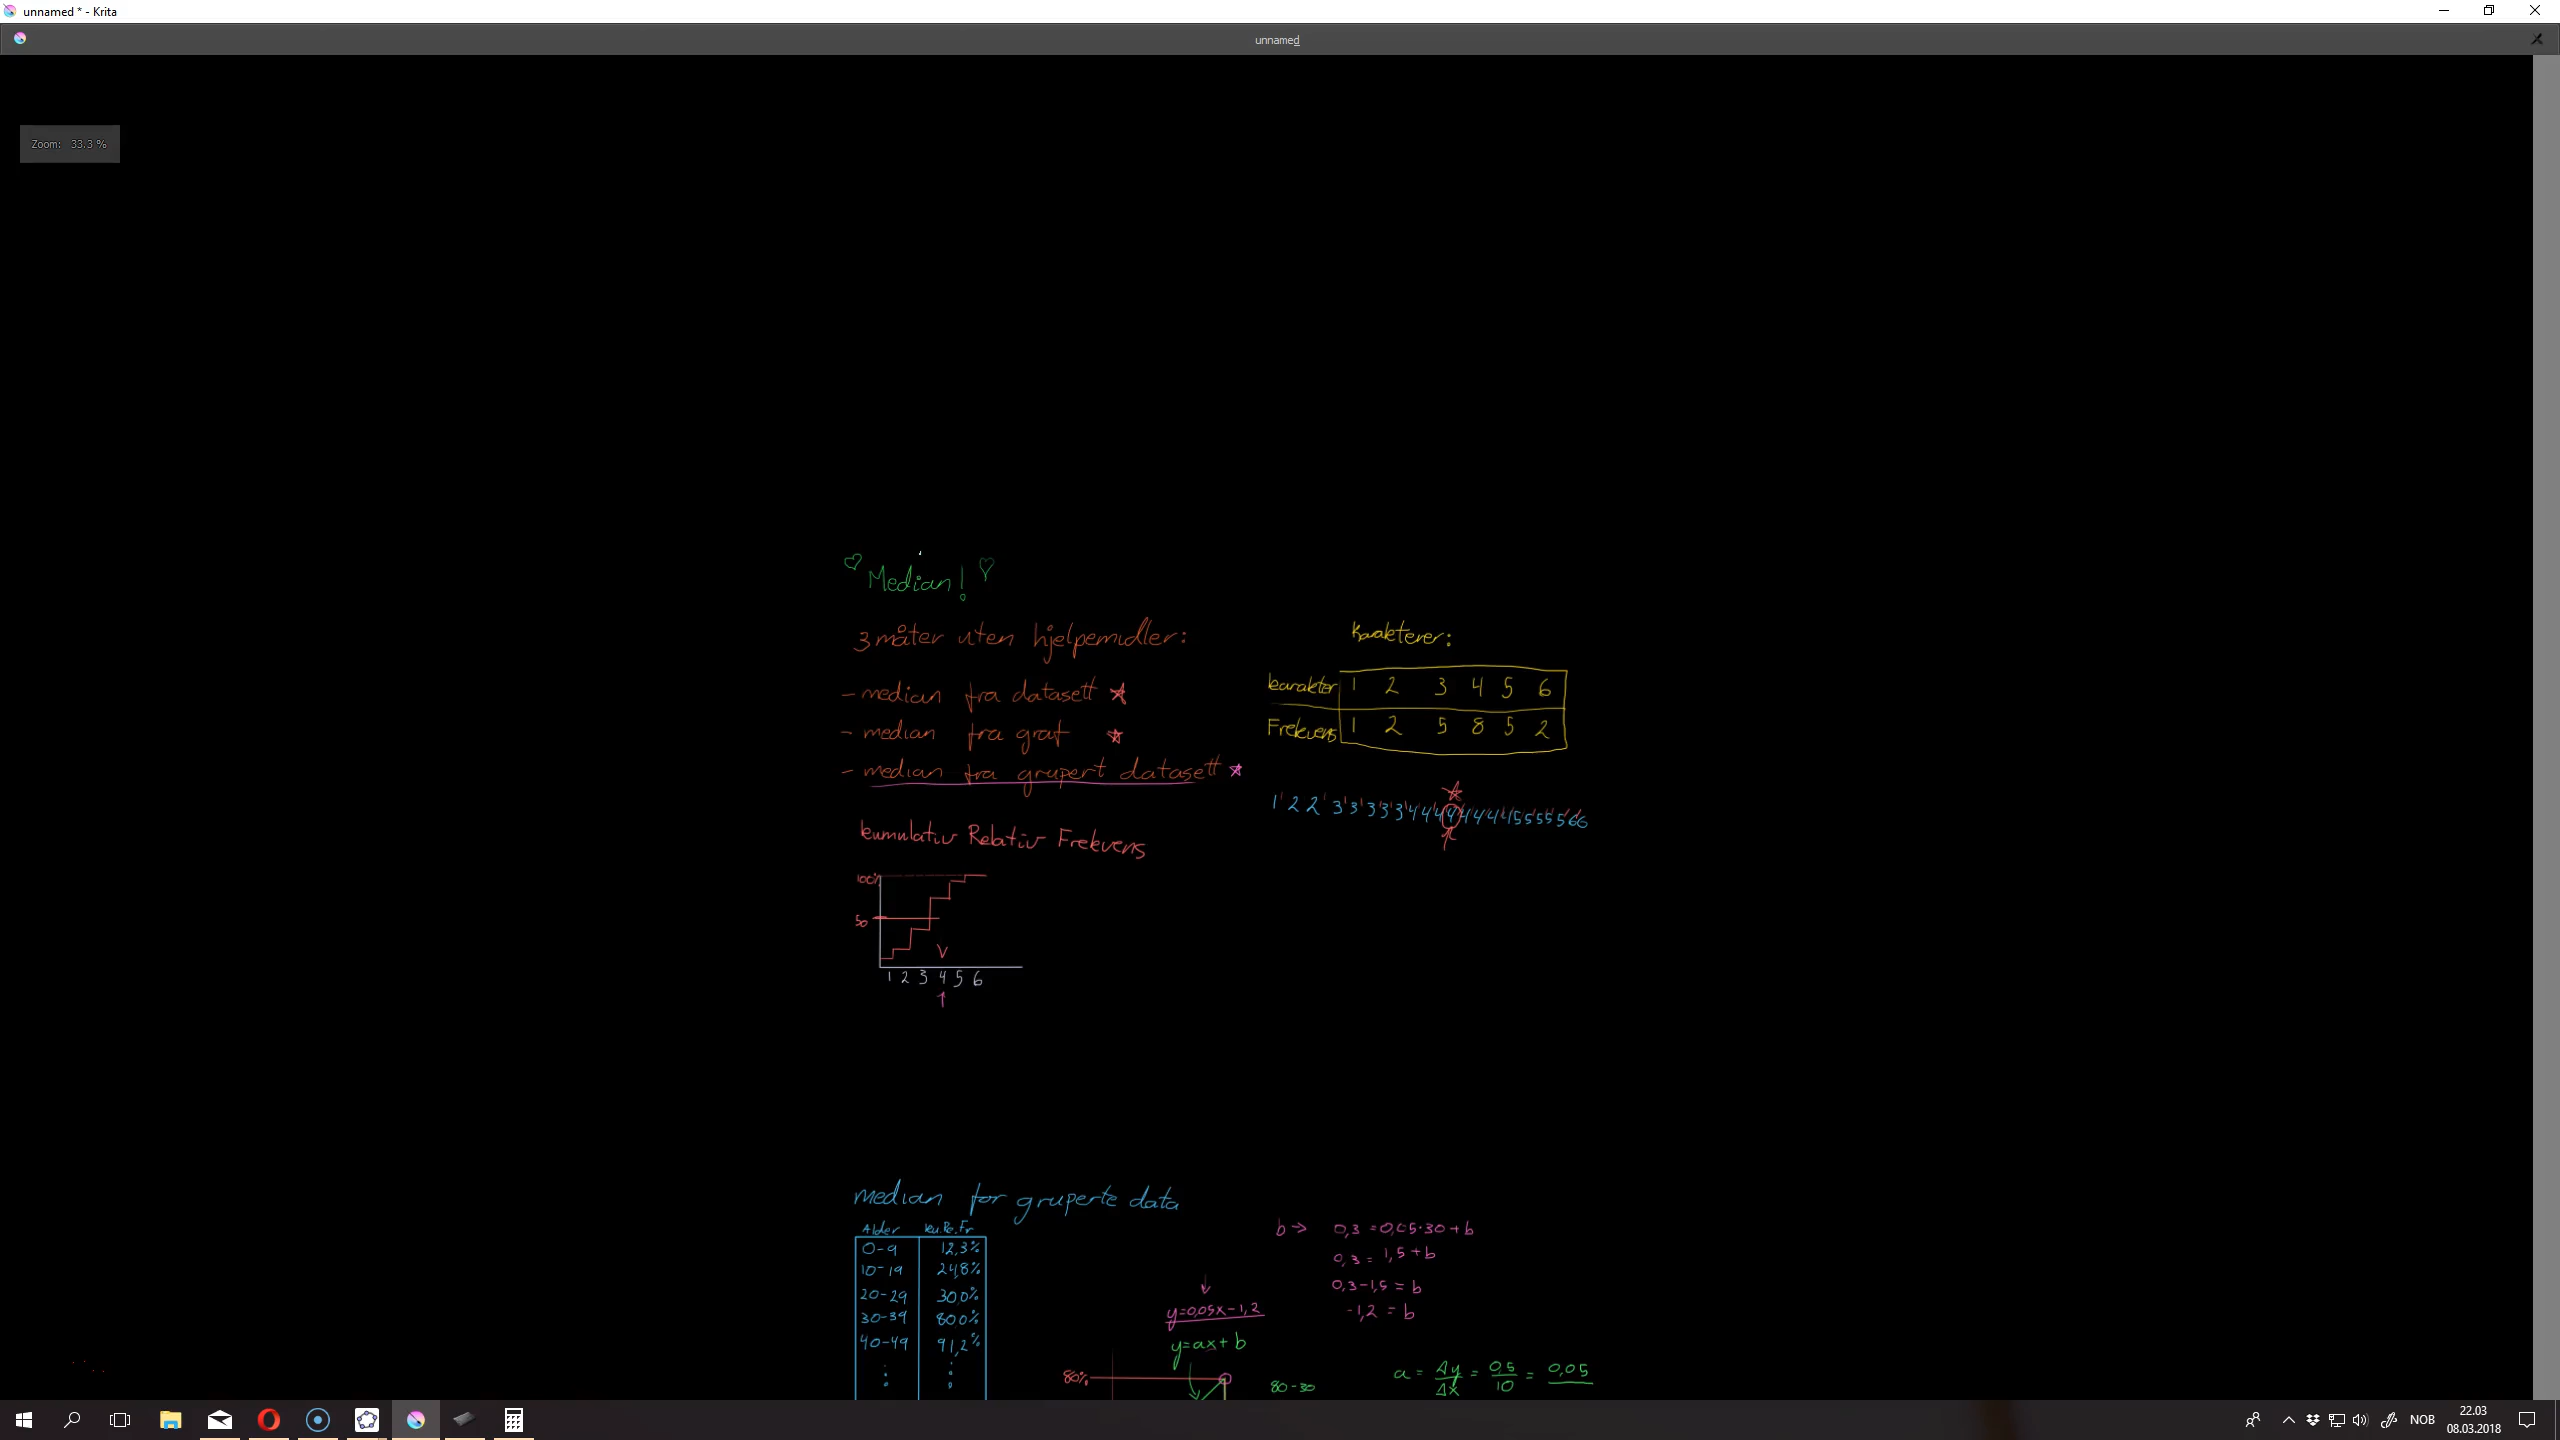 unnamed * - Krita
unnamed
Zoom: 33.3 %
Median!
3 måter uten hjelpemidler:
- median fra datasett
- median fra graf
- median fra grupert datasett
kumulativ Relativ Frekvens
100%
50
1 2 3 4 5 6
Karakterer:
karakter 1 2 3 4 5 6
Frekvens 1 2 5 8 5 2
1 2 2 3 3 3 3 3 4 4 4 4 4 4 4 4 5 5 5 5 5 6 6
median for gruperte data
Alder Ku.Re.Fr
0-9 12,3%
10-19 24,8%
20-29 30,0%
30-39 80,0%
40-49 91,2%
b → 0,3 = 0,05·30 + b
0,3 = 1,5 + b
0,3-1,5 = b
-1,2 = b
y=0,05x-1,2
y=ax+b
80%
80-30
a = Δy/Δx = 0,5/10 = 0,05
NOB
22.03
08.03.2018